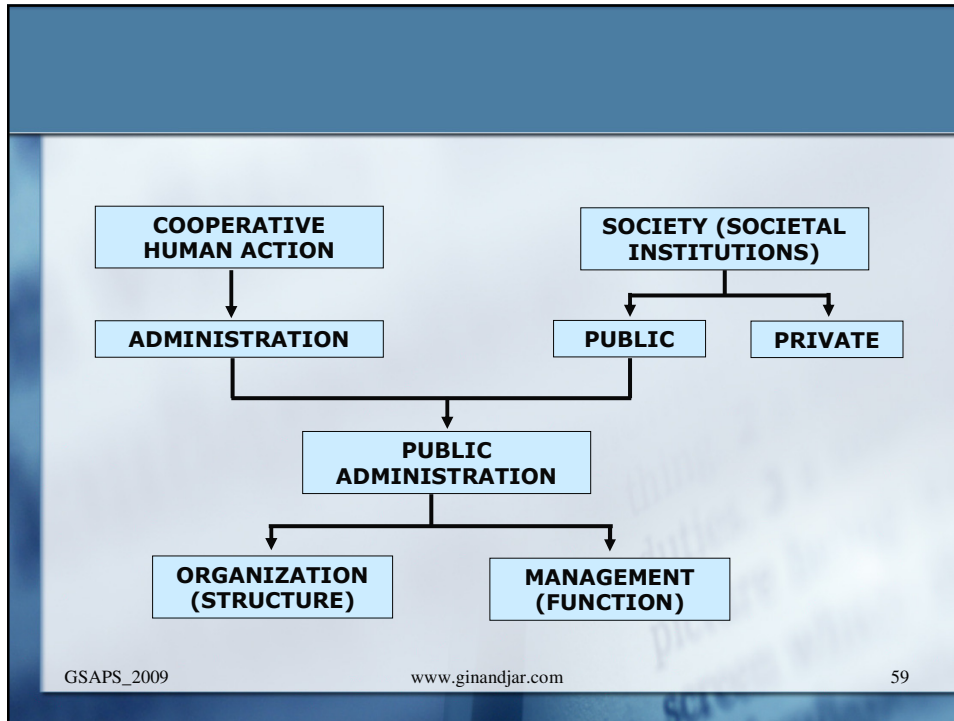 COOPERATIVE
HUMAN ACTION
SOCIETY (SOCIETAL
INSTITUTIONS)
ADMINISTRATION
PUBLIC
PRIVATE
PUBLIC
ADMINISTRATION
ORGANIZATION
(STRUCTURE)
MANAGEMENT
(FUNCTION)
GSAPS_2009
www.ginandjar.com
59